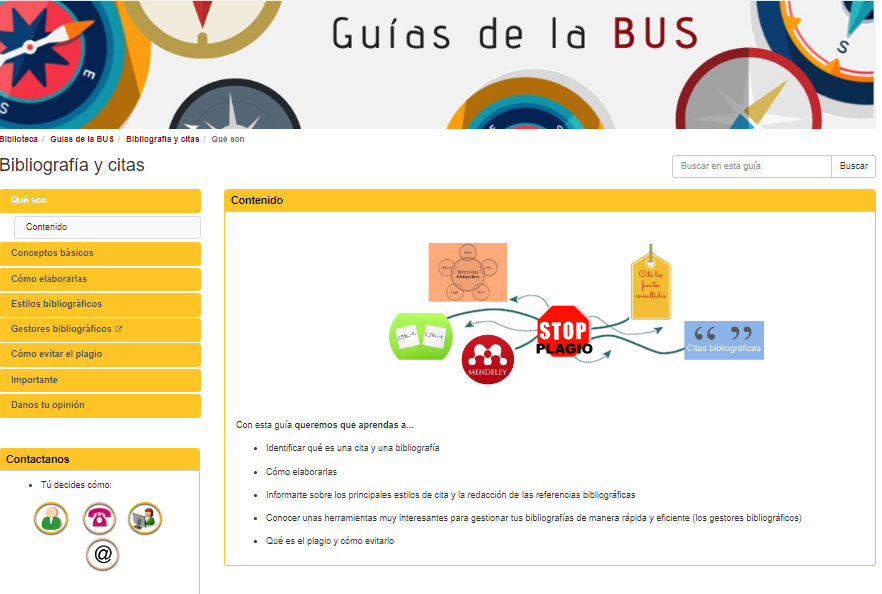 Guías de la BUS
S
E
S
Biblioteca / Guías de la BUS / Bibliografía y citas / Qué son
Bibliografía y citas
Buscar en esta guía
Buscar
Qué son
Contenido
Conceptos básicos
Cómo elaborarlas
Estilos bibliográficos
Gestores bibliográficos
Cómo evitar el plagio
Importante
Danos tu opinión
Contactanos
Tú decides cómo:
@
Contenido
Referencias
Bibliográficas
Cita las
fuentes
consultadas
CTRL-C
CTRL-V
STOP
PLAGIO
MENDELEY
“ ”
Citas bibliográficas
Con esta guía queremos que aprendas a...
Identificar qué es una cita y una bibliografía
Cómo elaborarlas
Informarte sobre los principales estilos de cita y la redacción de las referencias bibliográficas
Conocer unas herramientas muy interesantes para gestionar tus bibliografías de manera rápida y eficiente (los gestores bibliográficos)
Qué es el plagio y cómo evitarlo